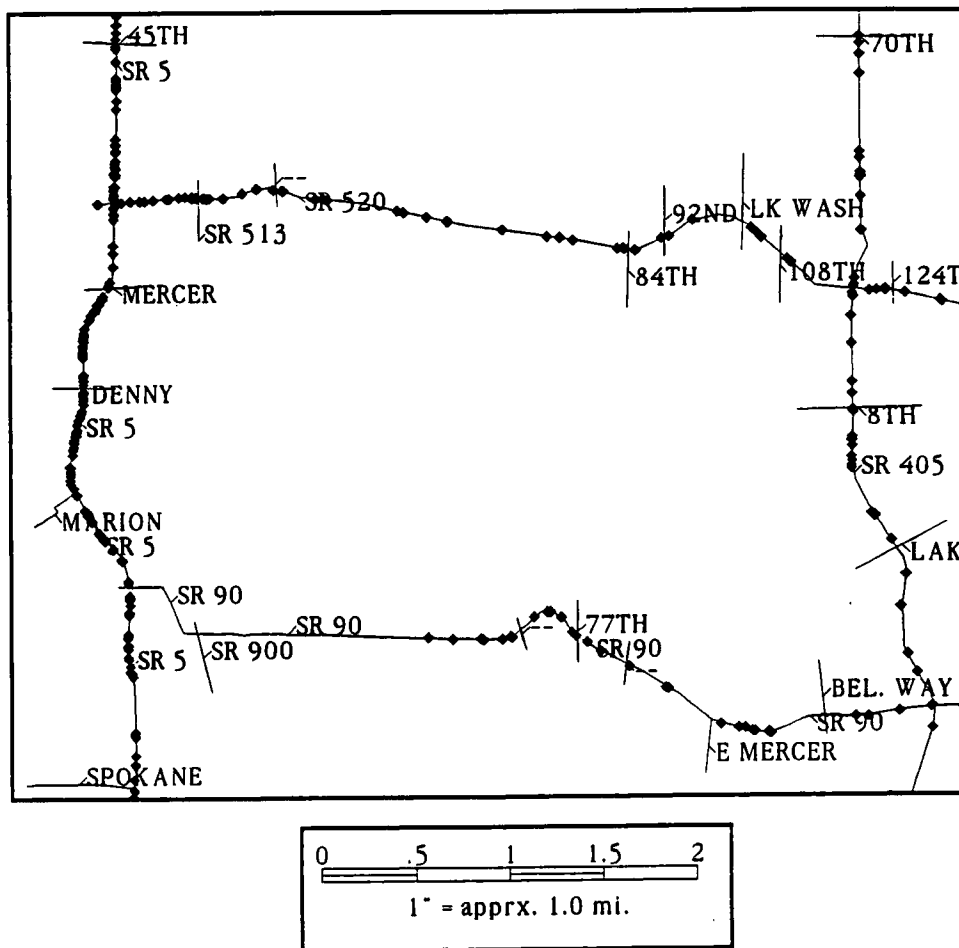 45TH
70TH
SR 5
SR 520
92ND
LK WASH
SR 513
84TH
108TH
124T
MERCER
DENNY
8TH
SR 5
SR 405
MARION
SR 5
LAK
SR 90
77TH
SR 90
SR 90
SR 900
SR 5
BEL. WAY
SR 90
E MERCER
SPOKANE
0 .5 1 1.5 2
1" = apprx. 1.0 mi.